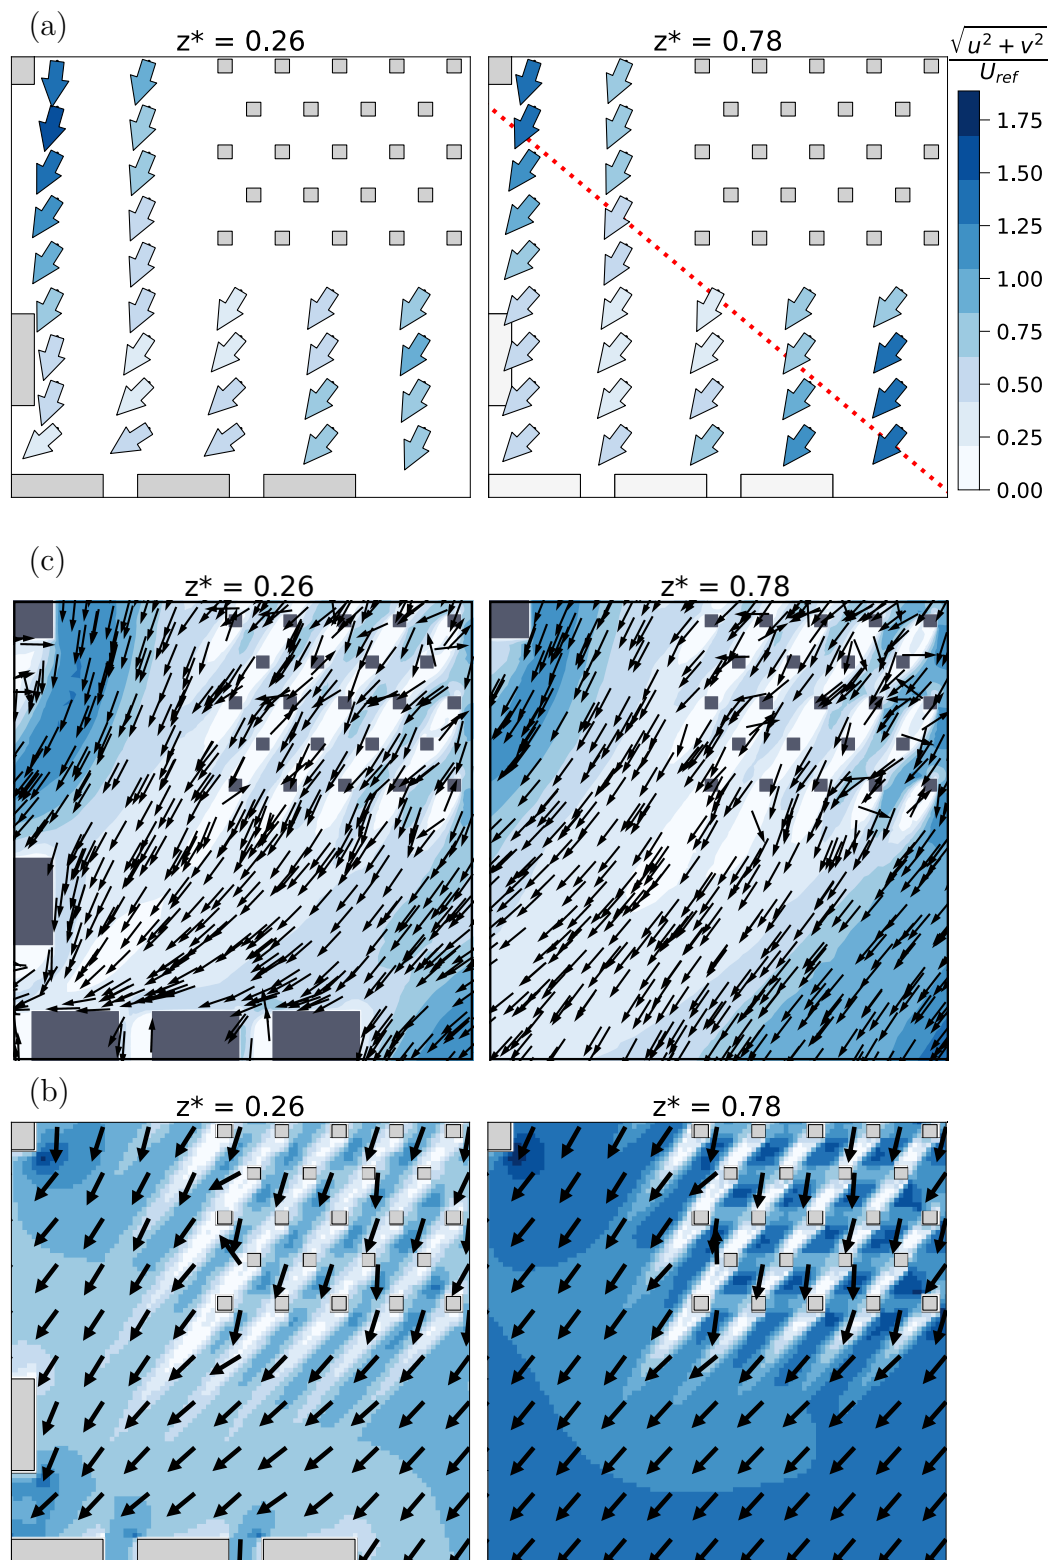 (a)
z* = 0.26
z* = 0.78
√u² + v²
U_ref
1.75
1.50
1.25
1.00
0.75
0.50
0.25
0.00
(c)
z* = 0.26
z* = 0.78
(b)
z* = 0.26
z* = 0.78